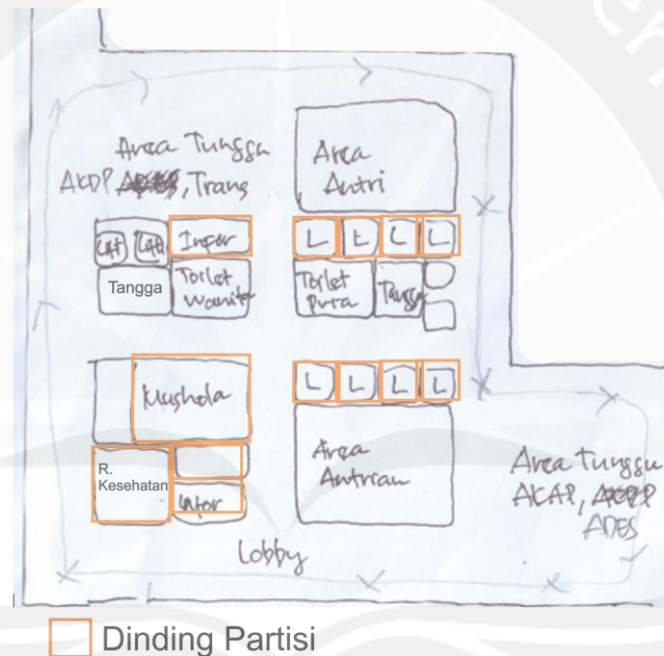 Area Tunggu
AKDP, Trans
Area
Antri
Lift
Lift
Infor
L
L
L
L
Tangga
Toilet
Wanita
Toilet
Pria
Tangga
Mushola
L
L
L
L
R.
Kesehatan
Infor
Area
Antrian
Area Tunggu
AKAP,
ADES
Lobby
Dinding Partisi